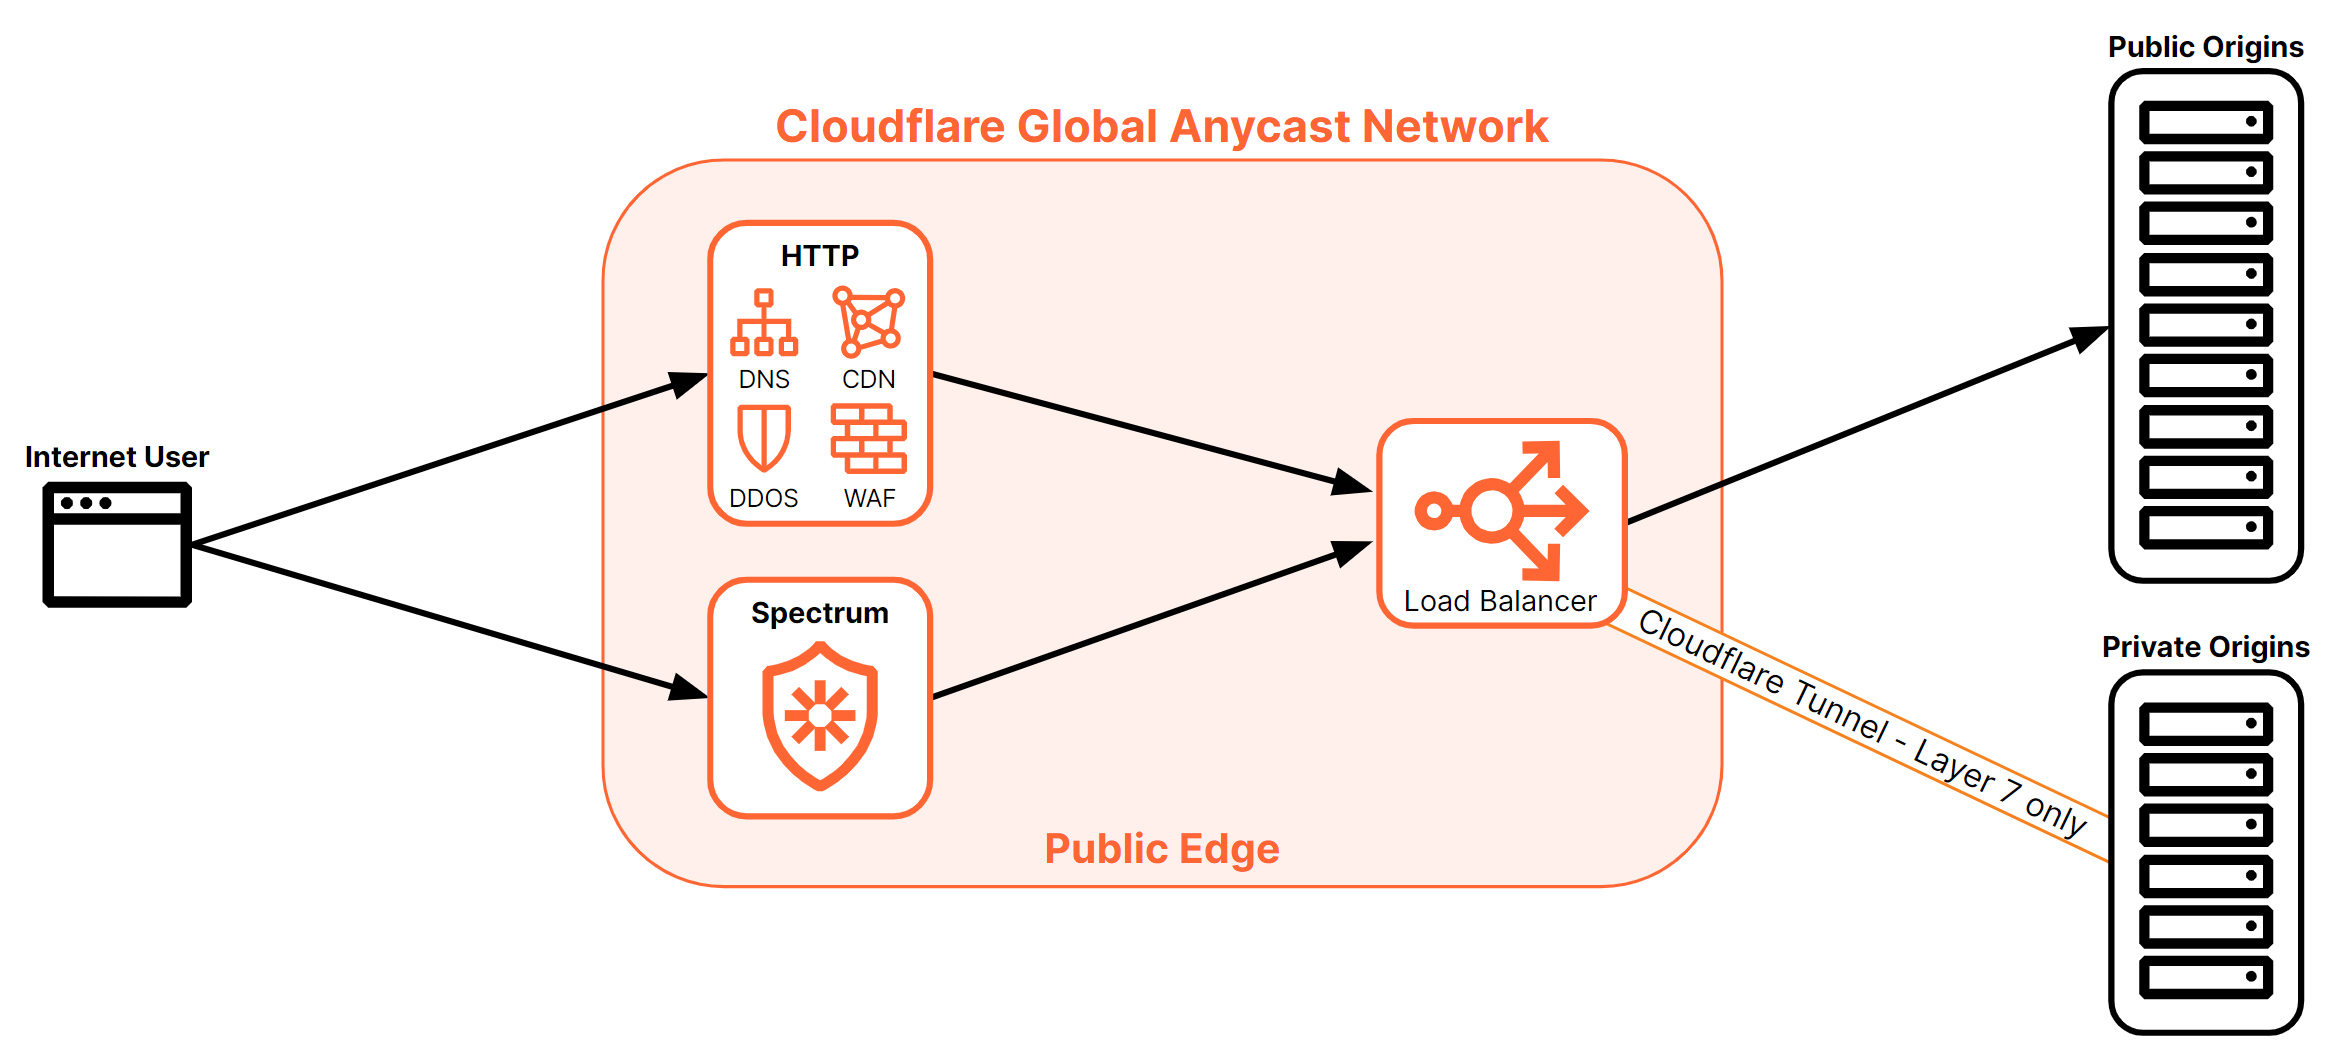 Public Origins
Cloudflare Global Anycast Network
HTTP
DNS
CDN
DDOS
WAF
Internet User
Load Balancer
Spectrum
Cloudflare Tunnel - Layer 7 only
Private Origins
Public Edge